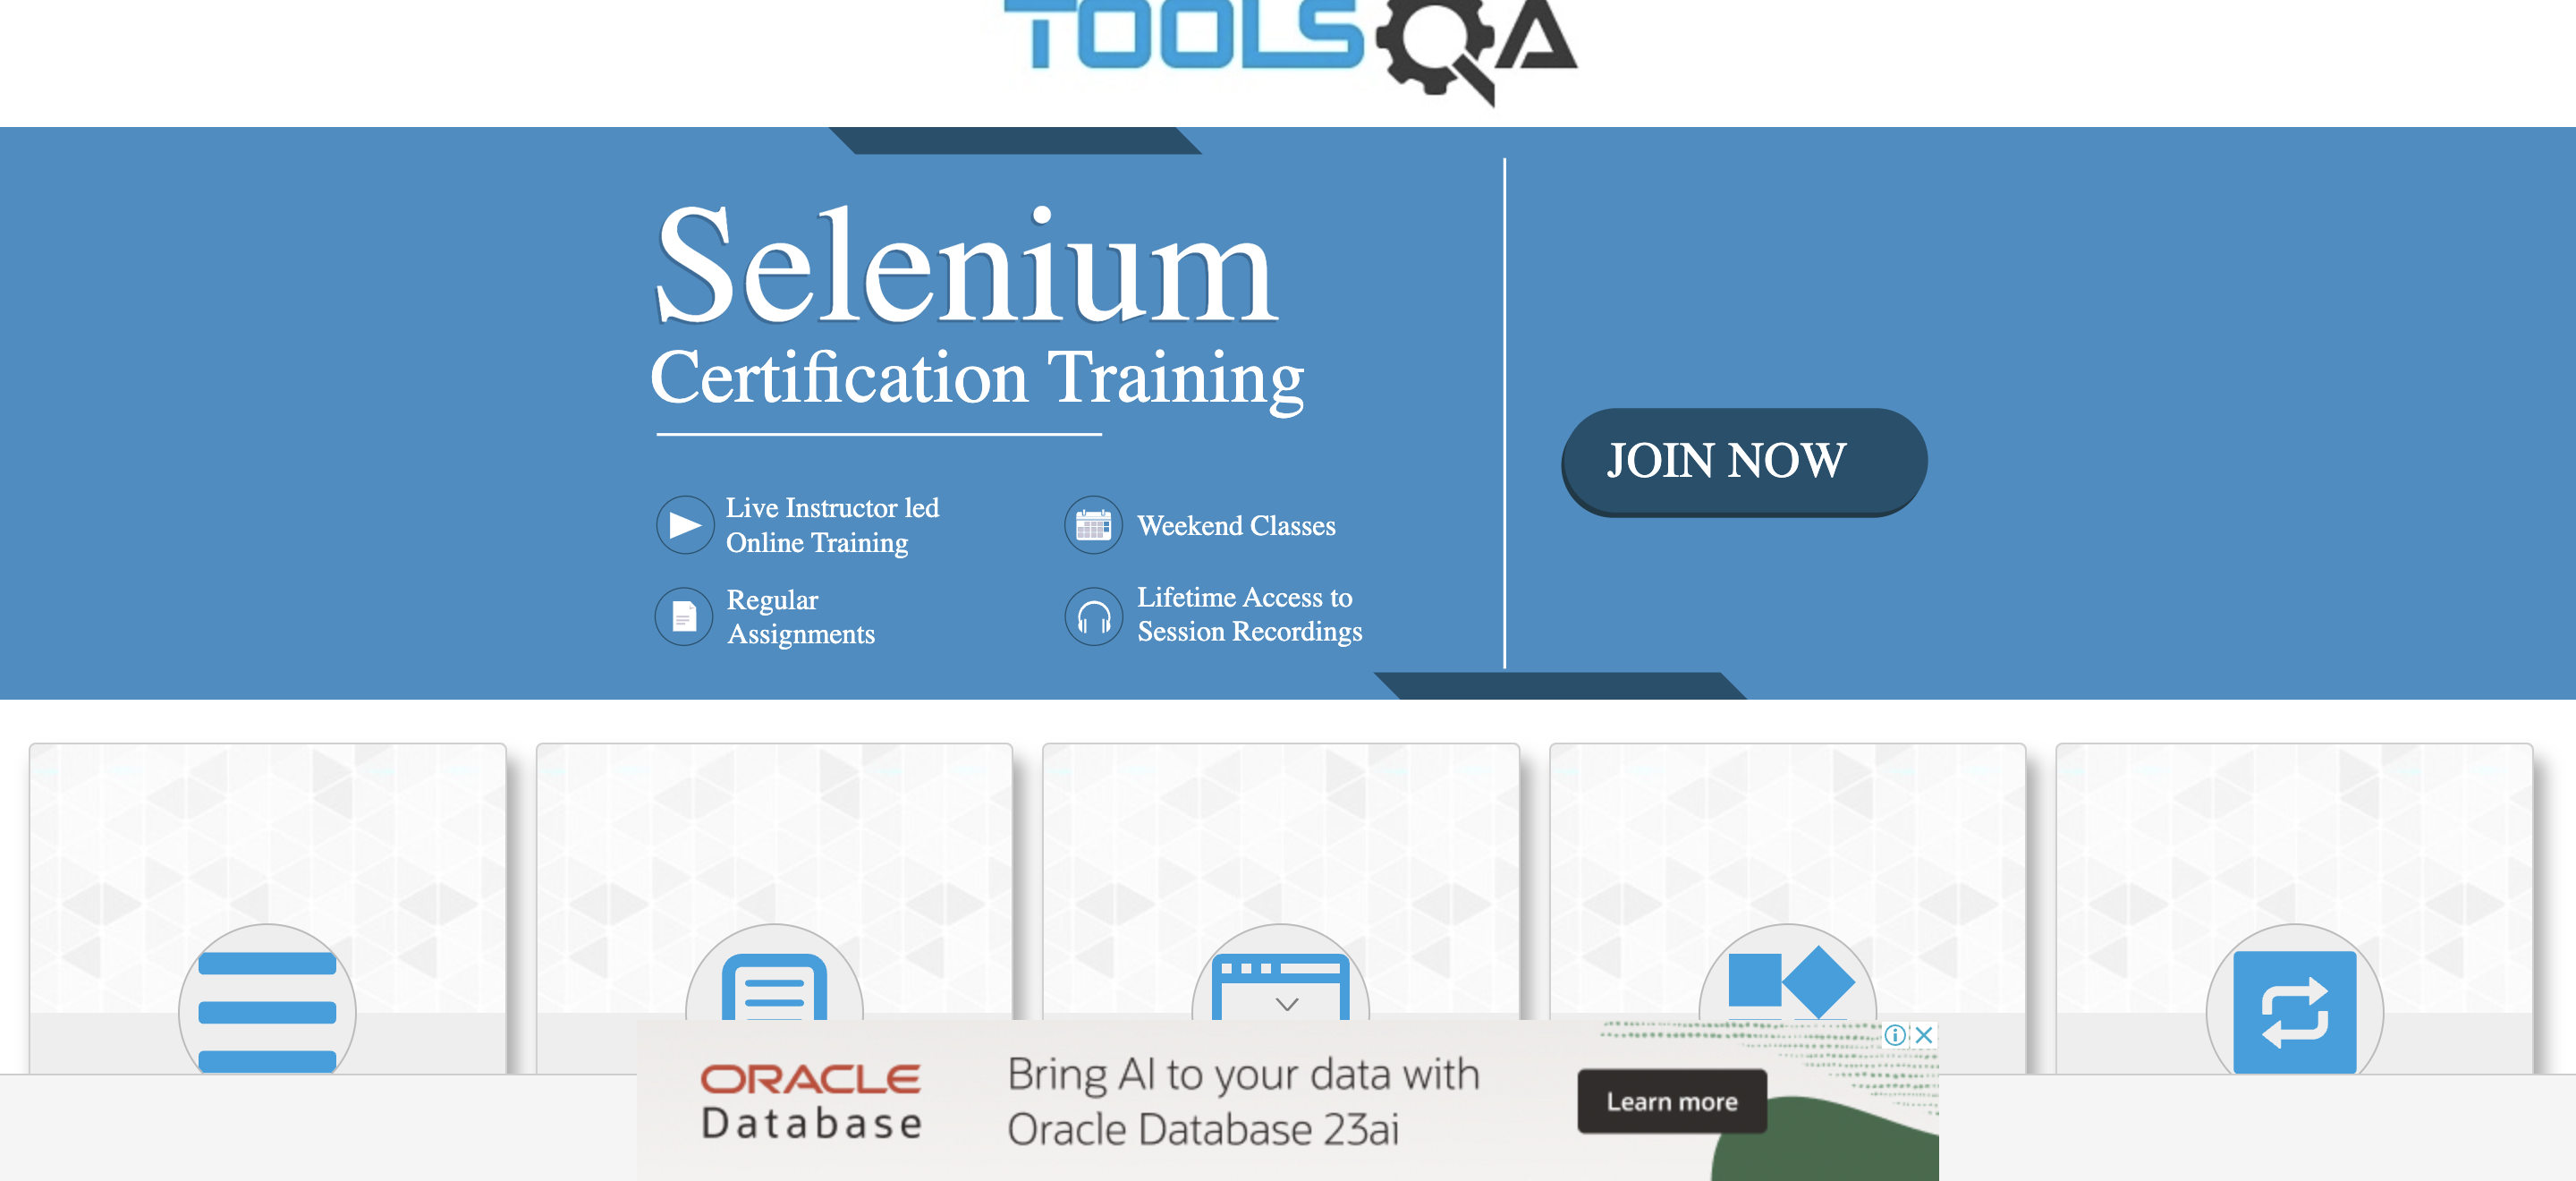 TOOLSQA
Selenium
Certification Training
Live Instructor led
Online Training
Weekend Classes
Regular
Assignments
Lifetime Access to
Session Recordings
JOIN NOW
ORACLE
Database
Bring AI to your data with
Oracle Database 23ai
Learn more